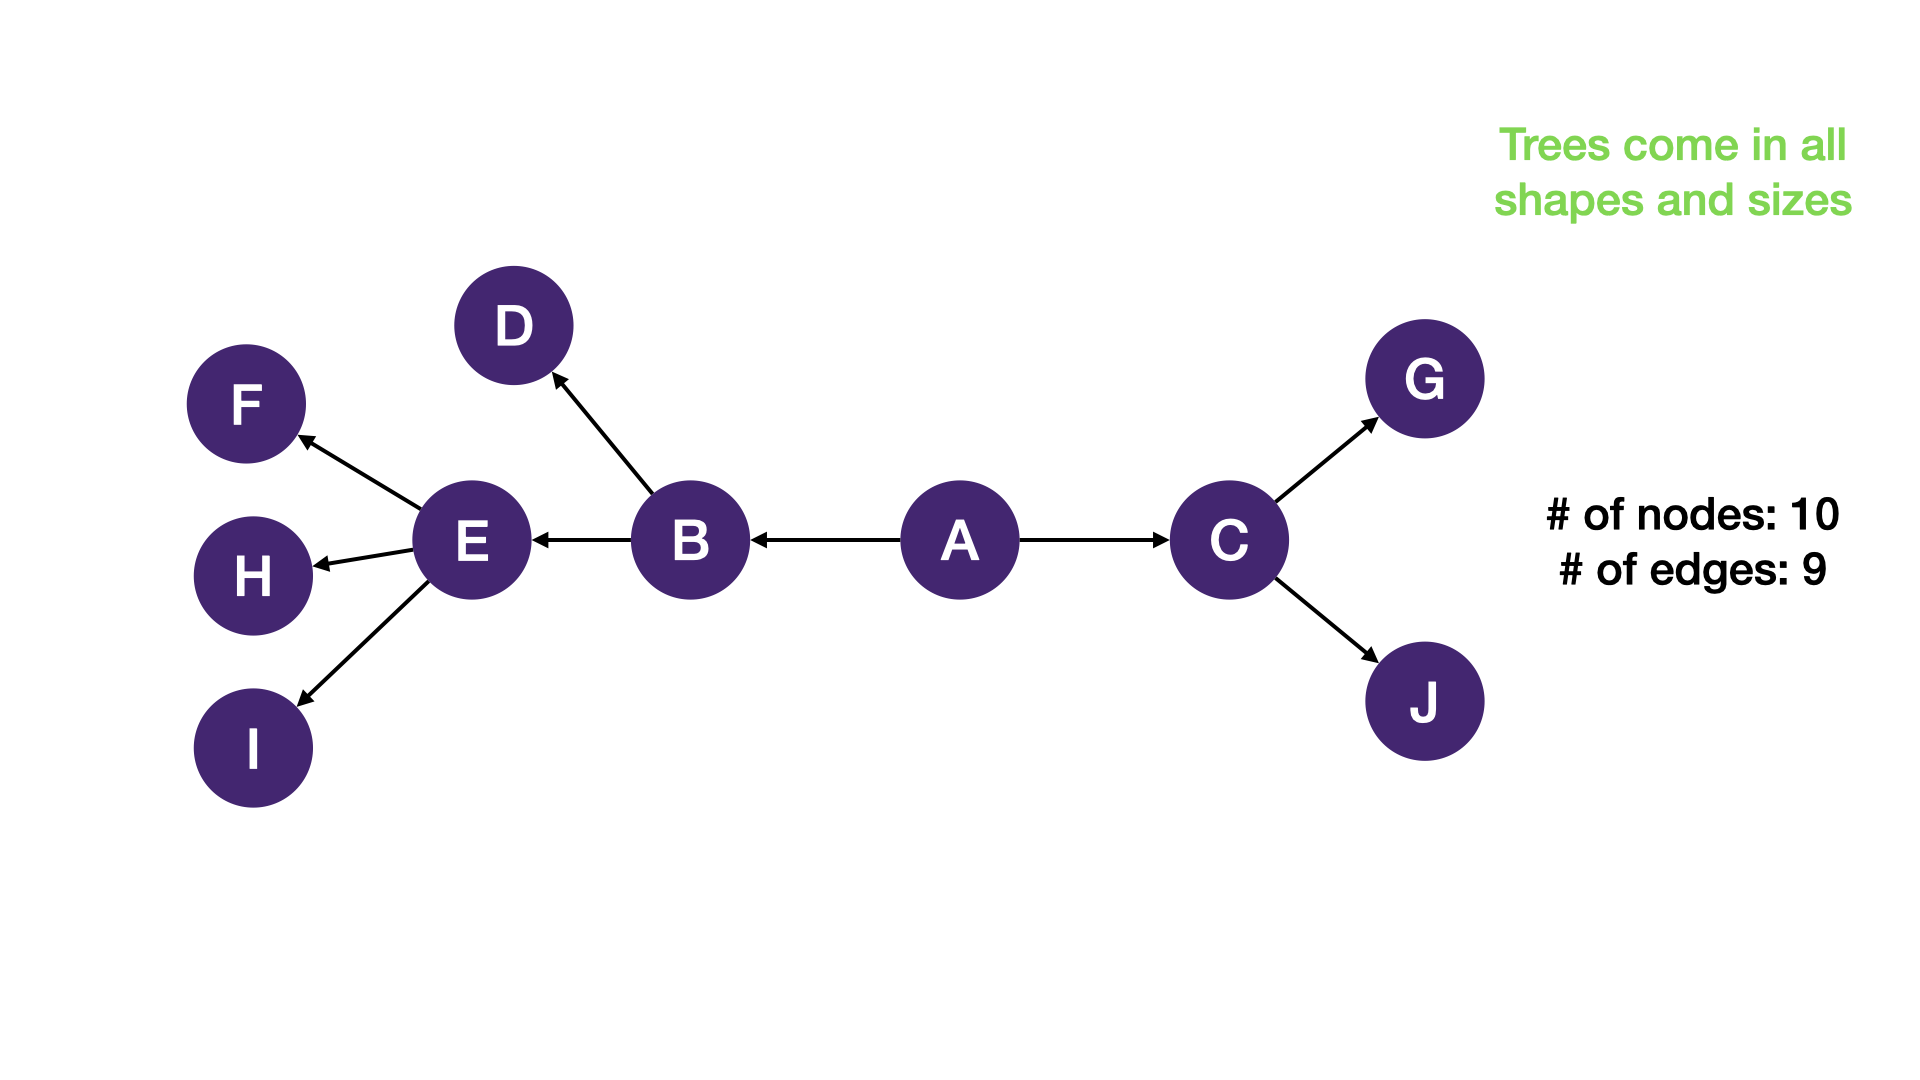 Trees come in all
shapes and sizes
D
F
G
E
B
A
C
H
I
J
# of nodes: 10
# of edges: 9